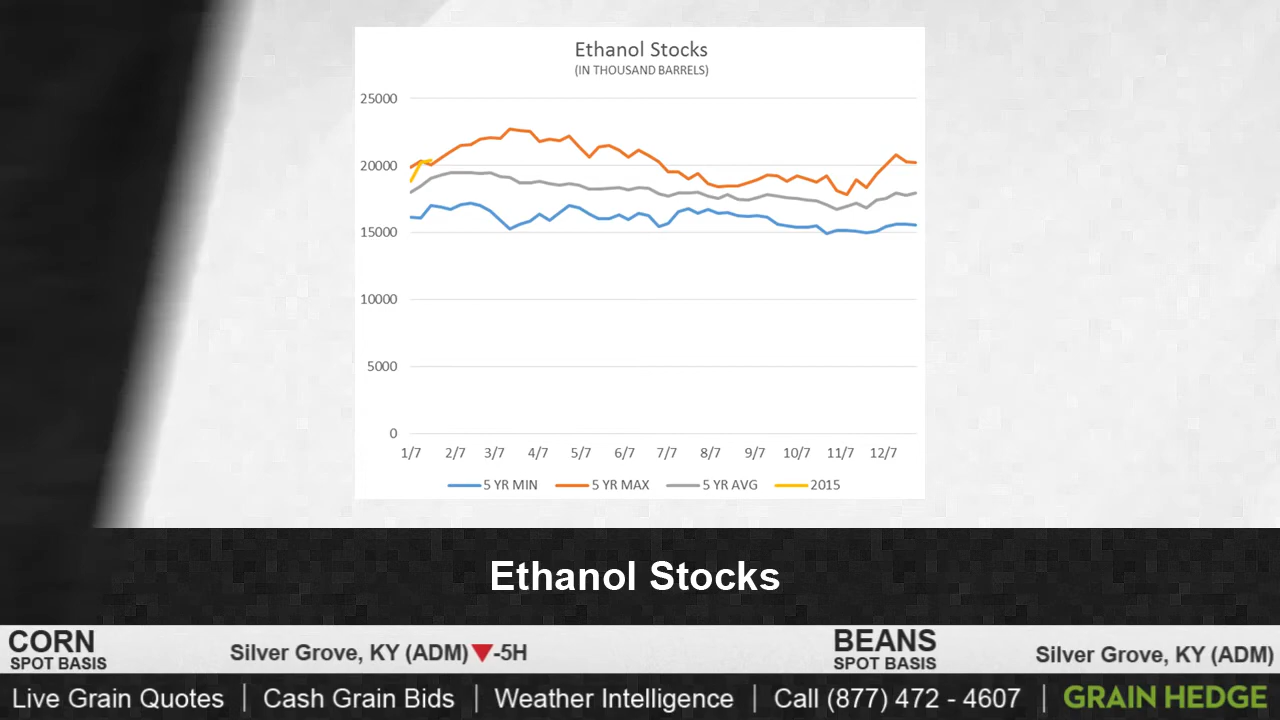 Ethanol Stocks
(IN THOUSAND BARRELS)
25000
20000
15000
10000
5000
0
1/7 2/7 3/7 4/7 5/7 6/7 7/7 8/7 9/7 10/7 11/7 12/7
5 YR MIN 5 YR MAX 5 YR AVG 2015
Ethanol Stocks
CORN
SPOT BASIS
Silver Grove, KY (ADM) ▼-5H
BEANS
SPOT BASIS
Silver Grove, KY (ADM)
Live Grain Quotes | Cash Grain Bids | Weather Intelligence | Call (877) 472 - 4607 | GRAIN HEDGE